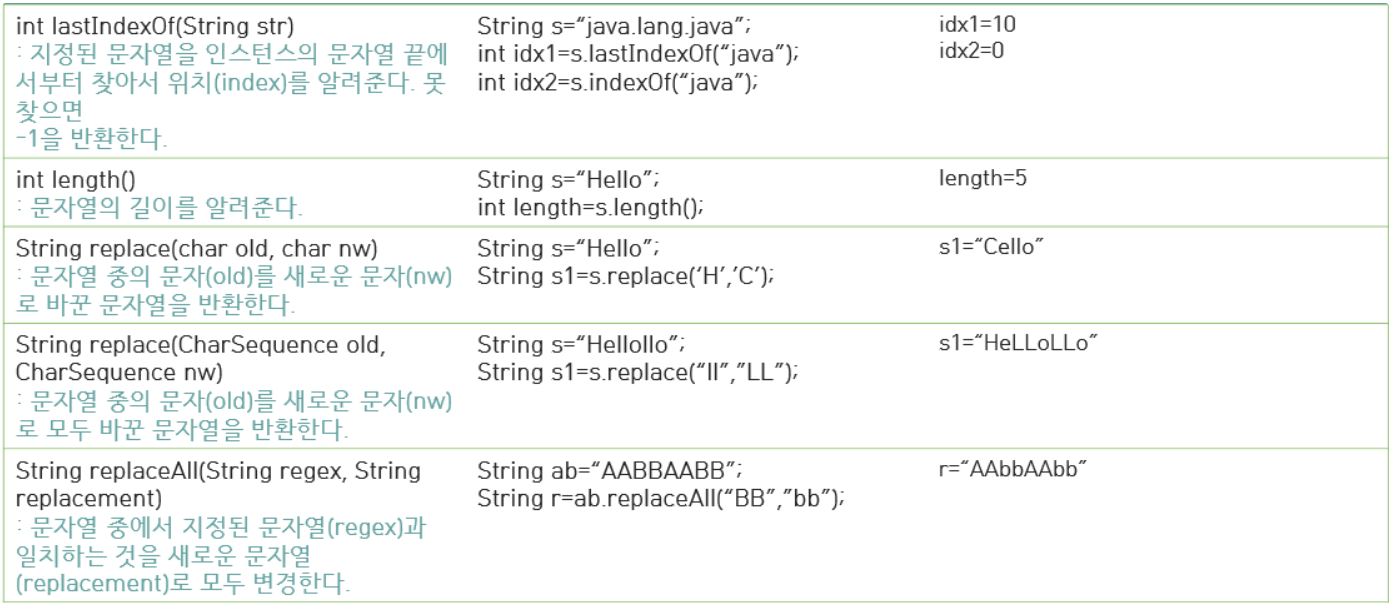 int lastIndexOf(String str)
: 지정된 문자열을 인스턴스의 문자열 끝에
서부터 찾아서 위치(index)를 알려준다. 못
찾으면
-1을 반환한다.
String s=“java.lang.java”;
int idx1=s.lastIndexOf(“java”);
int idx2=s.indexOf(“java”);
idx1=10
idx2=0
int length()
: 문자열의 길이를 알려준다.
String s=“Hello”;
int length=s.length();
length=5
String replace(char old, char nw)
: 문자열 중의 문자(old)를 새로운 문자(nw)
로 바꾼 문자열을 반환한다.
String s=“Hello”;
String s1=s.replace(‘H’,‘C’);
s1=“Cello”
String replace(CharSequence old,
CharSequence nw)
: 문자열 중의 문자(old)를 새로운 문자(nw)
로 모두 바꾼 문자열을 반환한다.
String s=“Hellollo”;
String s1=s.replace(“ll”,”LL”);
s1=“HeLLoLLo”
String replaceAll(String regex, String
replacement)
: 문자열 중에서 지정된 문자열(regex)과
일치하는 것을 새로운 문자열
(replacement)로 모두 변경한다.
String ab=“AABBAABB”;
String r=ab.replaceAll(“BB”,”bb”);
r=“AAbbAAbb”